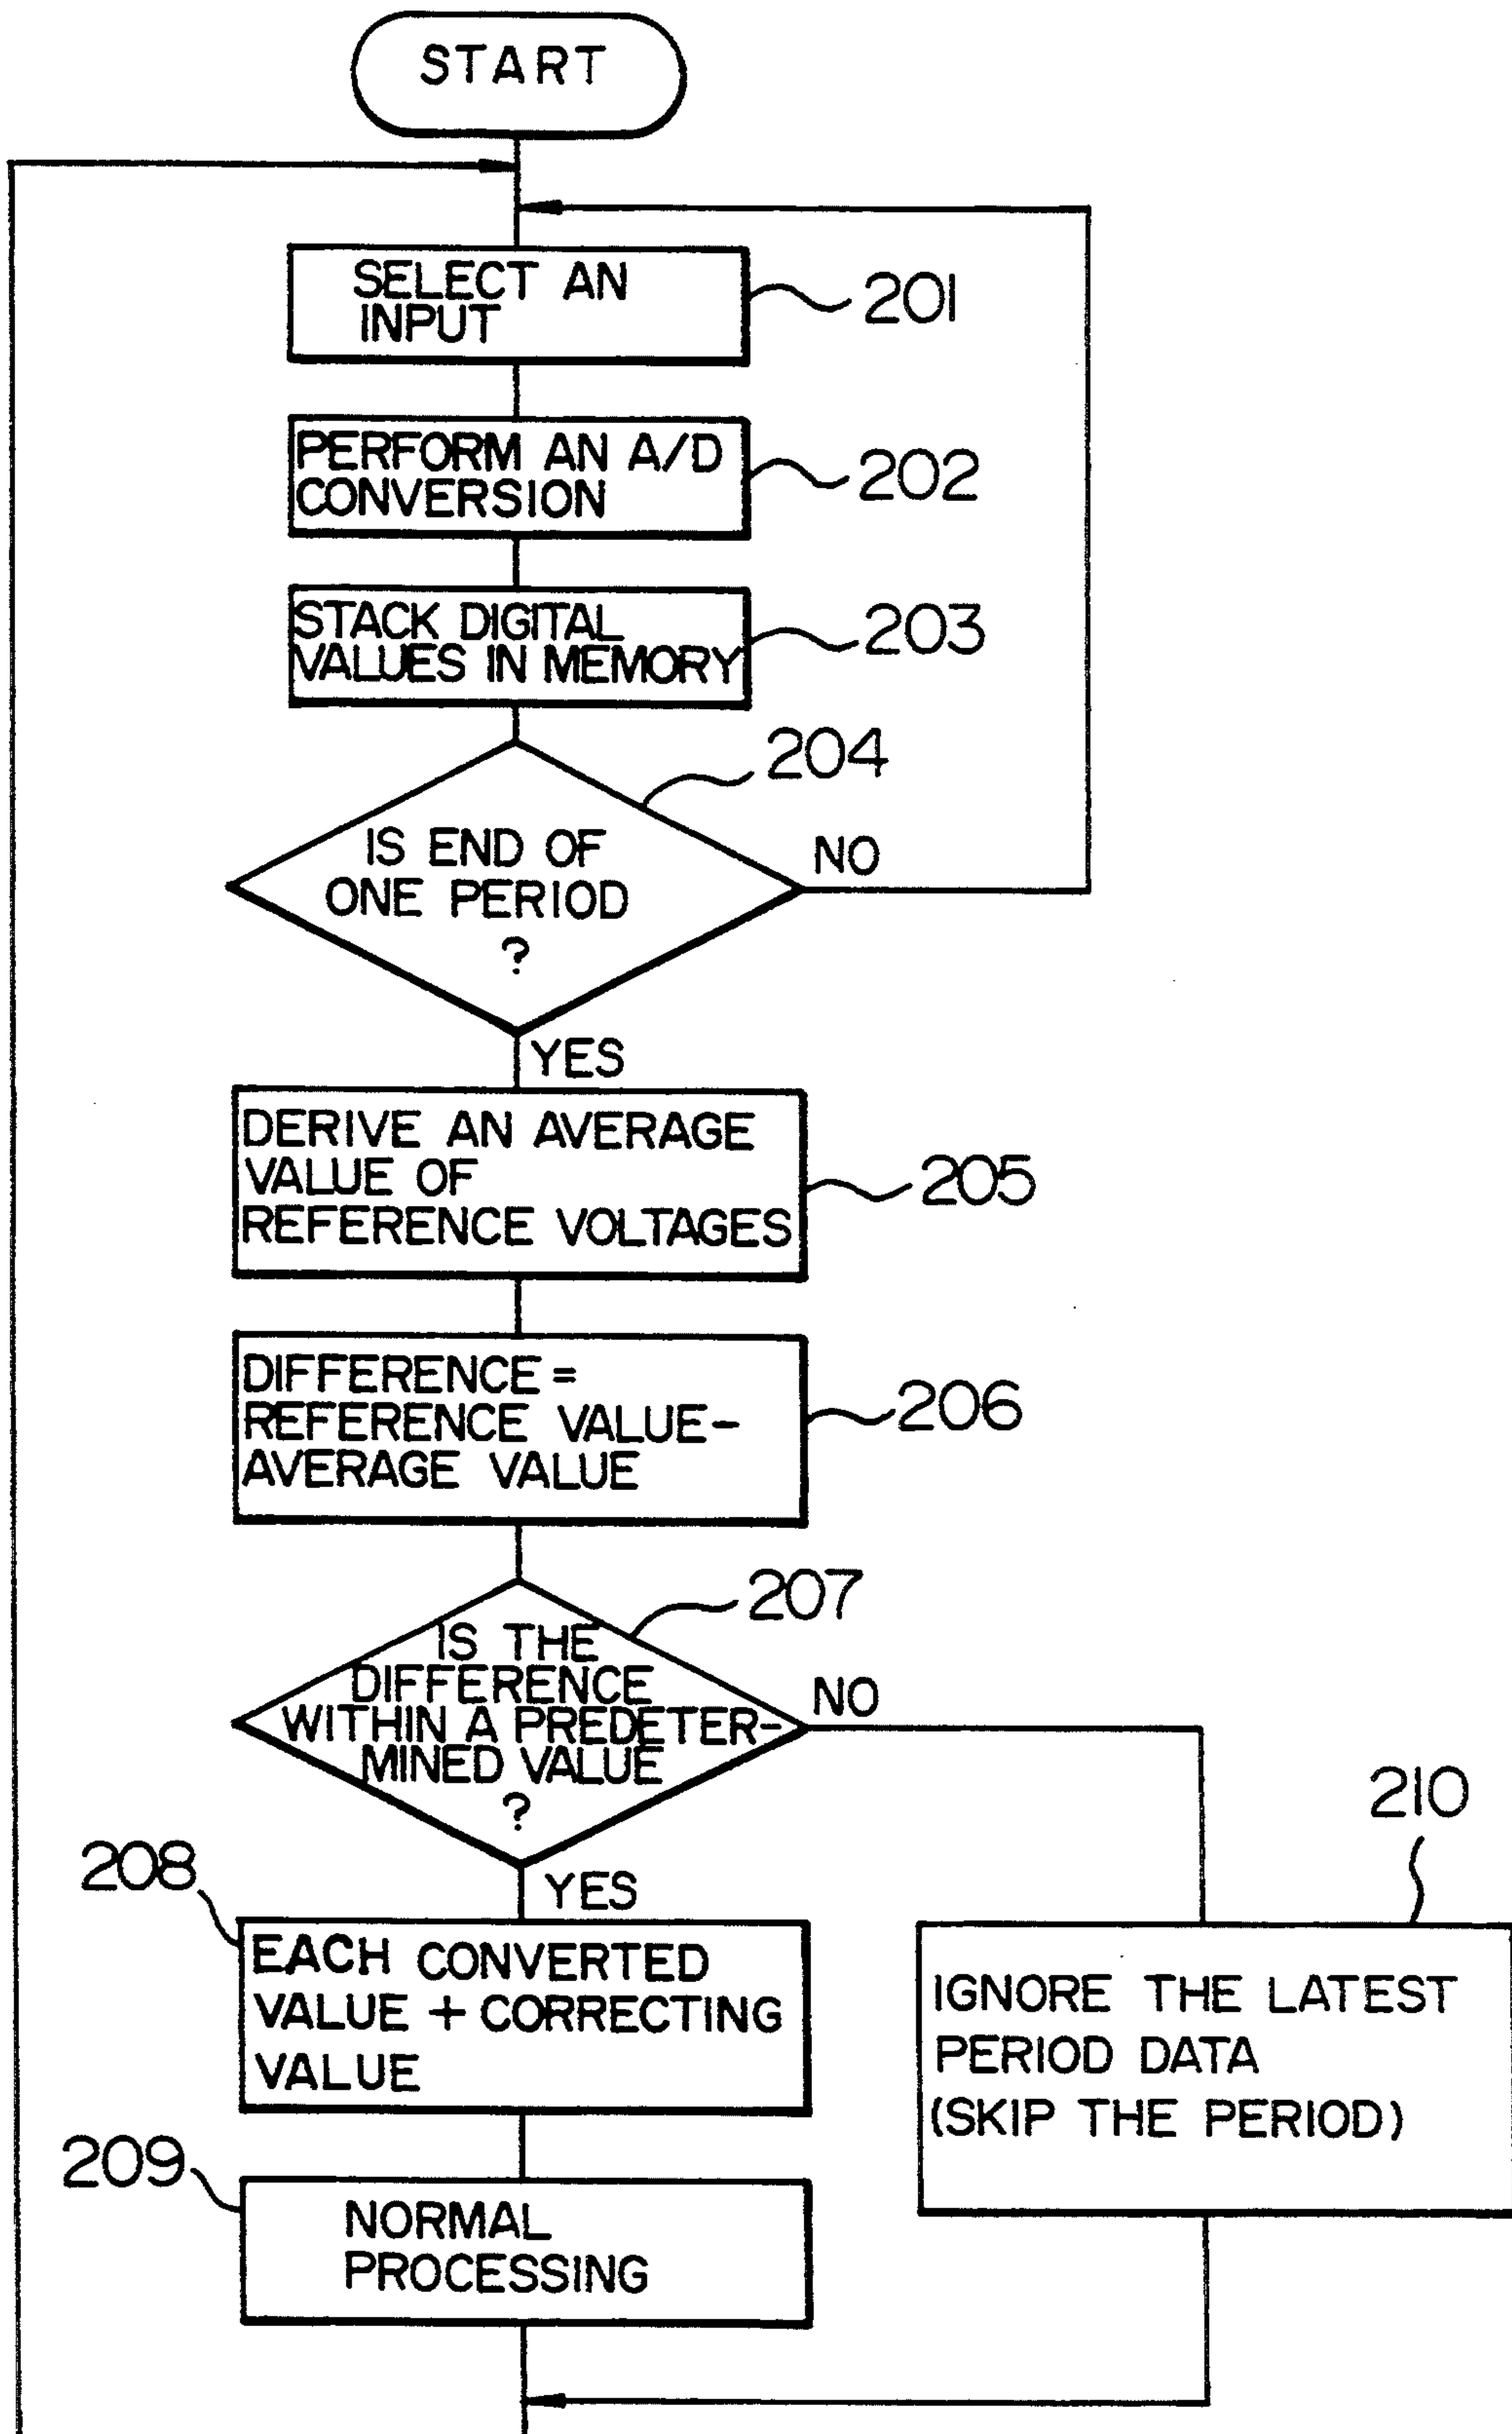 START
SELECT AN
INPUT
201
PERFORM AN A/D
CONVERSION
202
STACK DIGITAL
VALUES IN MEMORY
203
204
IS END OF
ONE PERIOD
?
NO
YES
DERIVE AN AVERAGE
VALUE OF
REFERENCE VOLTAGES
205
DIFFERENCE =
REFERENCE VALUE-
AVERAGE VALUE
206
207
IS THE
DIFFERENCE
WITHIN A PREDETER-
MINED VALUE
?
NO
YES
208
EACH CONVERTED
VALUE + CORRECTING
VALUE
210
IGNORE THE LATEST
PERIOD DATA
(SKIP THE PERIOD)
209
NORMAL
PROCESSING